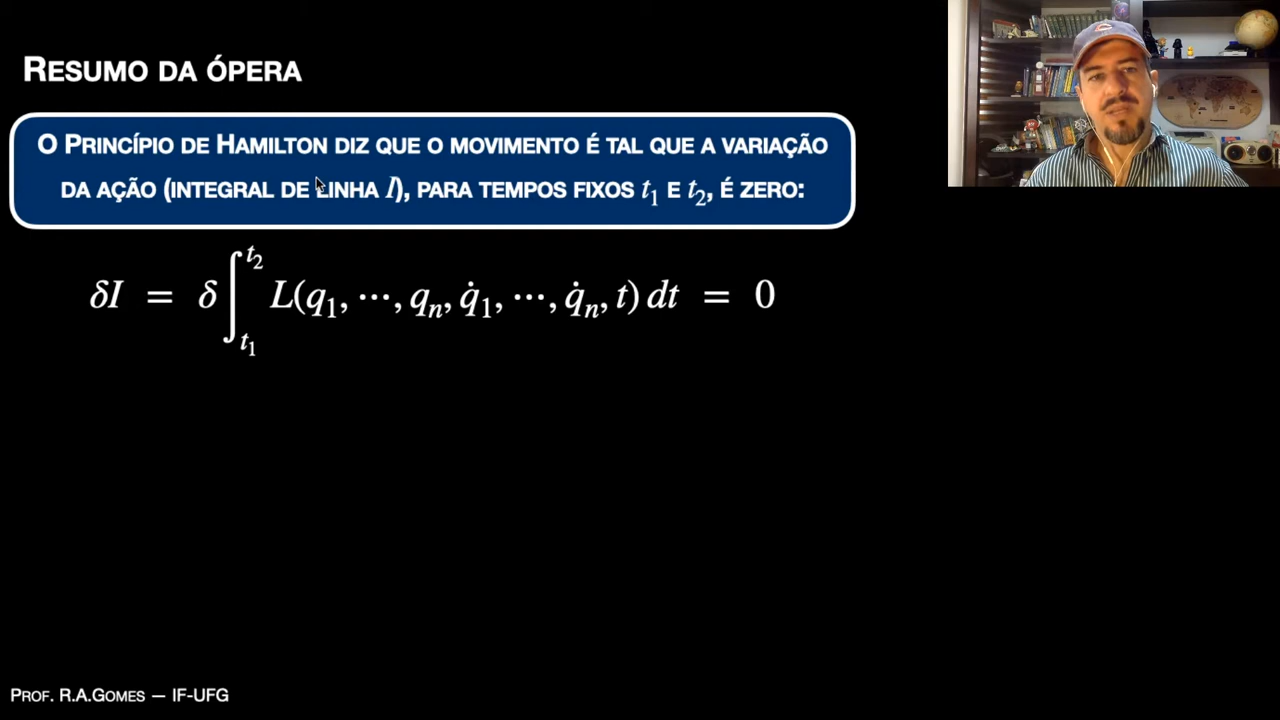 RESUMO DA ÓPERA
O PRINCÍPIO DE HAMILTON DIZ QUE O MOVIMENTO É TAL QUE A VARIAÇÃO
DA AÇÃO (INTEGRAL DE LINHA I), PARA TEMPOS FIXOS t₁ E t₂, É ZERO:
δI = δ∫_{t₁}^{t₂} L(q₁, ⋯, qₙ, q̇₁, ⋯, q̇ₙ, t) dt = 0
PROF. R.A.GOMES — IF-UFG